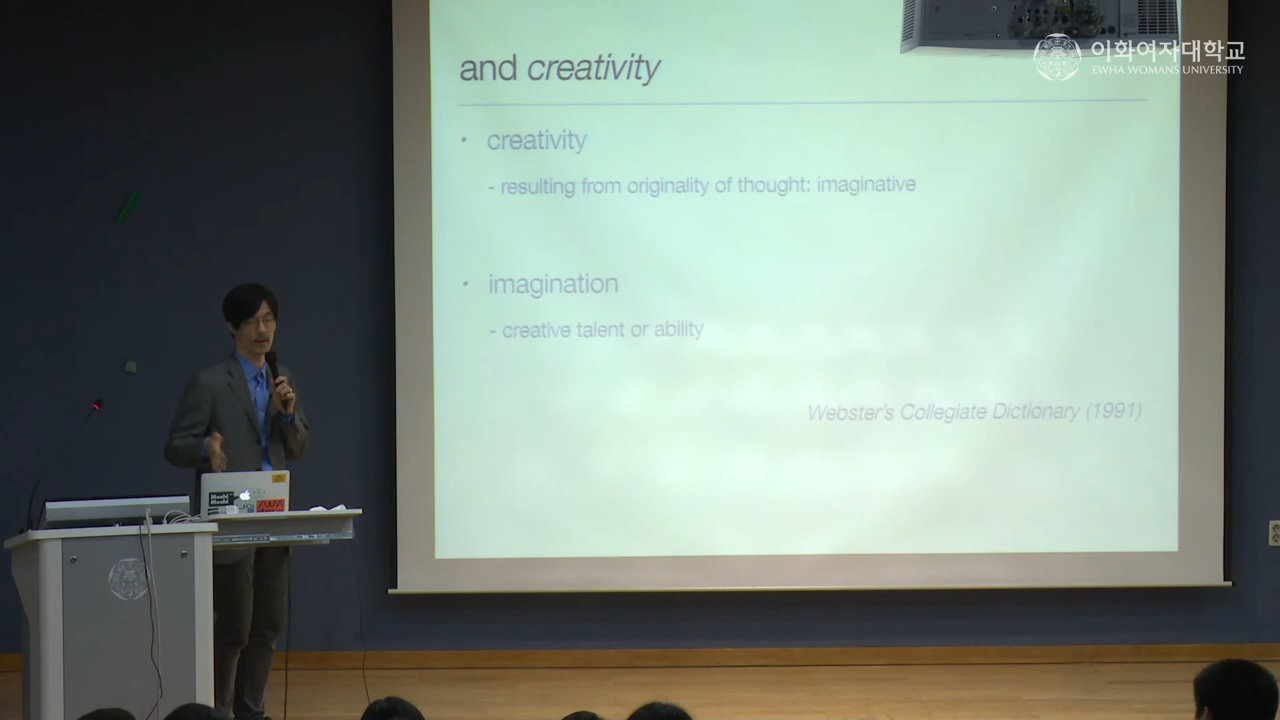 이화여자대학교
EWHA WOMANS UNIVERSITY
and creativity
• creativity
- resulting from originality of thought: imaginative
• imagination
- creative talent or ability
Webster's Collegiate Dictionary (1991)